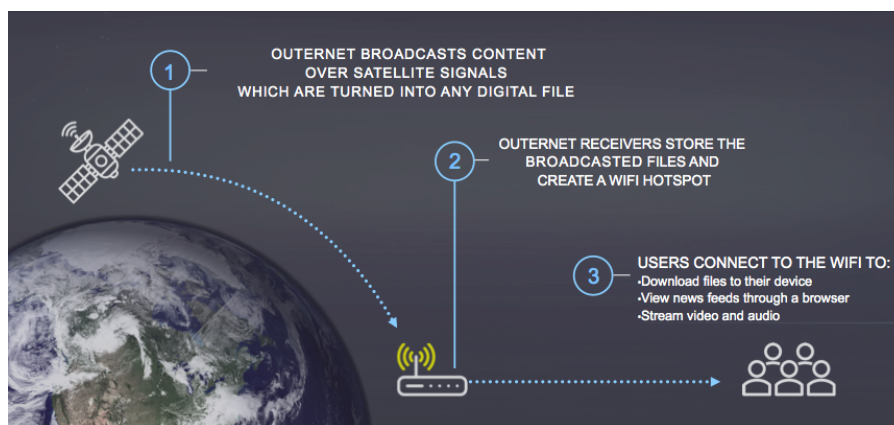 1
OUTERNET BROADCASTS CONTENT
OVER SATELLITE SIGNALS
WHICH ARE TURNED INTO ANY DIGITAL FILE
2
OUTERNET RECEIVERS STORE THE
BROADCASTED FILES AND
CREATE A WIFI HOTSPOT
3
USERS CONNECT TO THE WIFI TO:
•Download files to their device
•View news feeds through a browser
•Stream video and audio